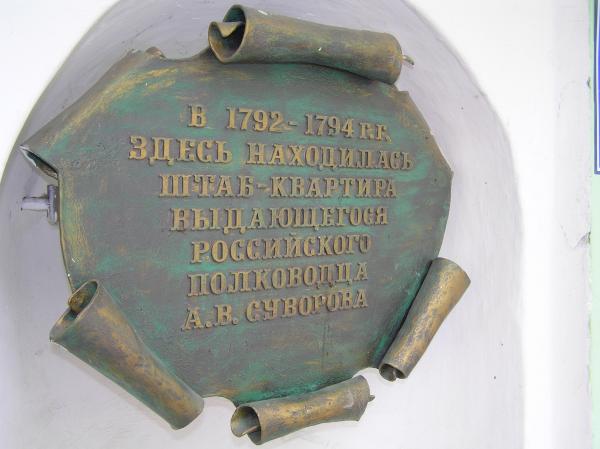 В 1792-1794 г.г.
ЗДЕСЬ НАХОДИЛАСЬ
ШТАБ-КВАРТИРА
ВЫДАЮЩЕГОСЯ
РОССИЙСКОГО
ПОЛКОВОДЦА
А.В. СУВОРОВА